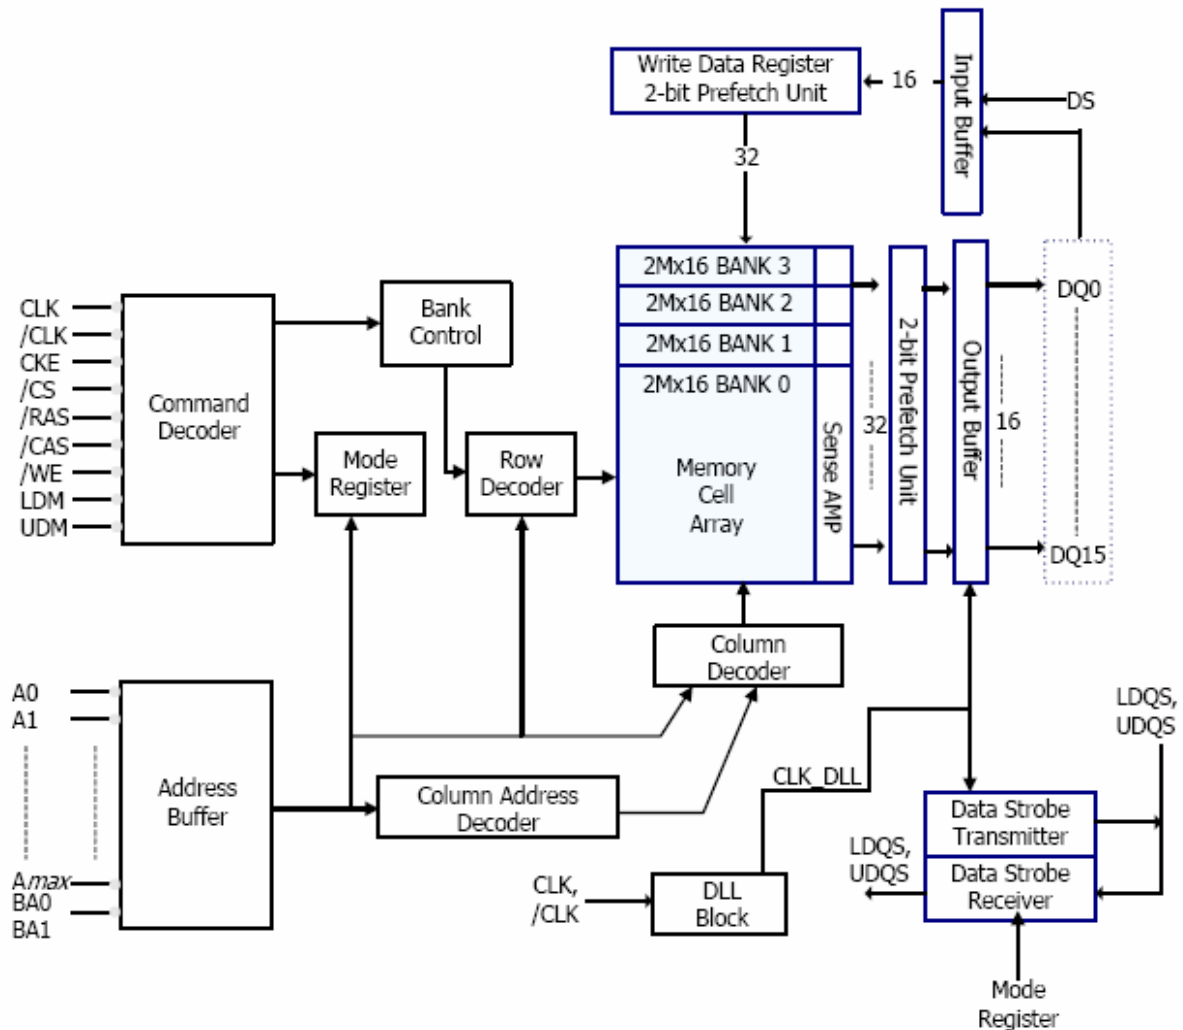 Write Data Register
2-bit Prefetch Unit
16
Input Buffer
DS
32
2Mx16 BANK 3
2Mx16 BANK 2
2Mx16 BANK 1
2Mx16 BANK 0
Memory
Cell
Array
Sense AMP
32
2-bit Prefetch Unit
Output Buffer
16
DQ0
DQ15
CLK
/CLK
CKE
/CS
/RAS
/CAS
/WE
LDM
UDM
Command
Decoder
Bank
Control
Mode
Register
Row
Decoder
Column
Decoder
A0
A1
Amax
BA0
BA1
Address
Buffer
Column Address
Decoder
CLK_DLL
CLK,
/CLK
DLL
Block
LDQS,
UDQS
Data Strobe
Transmitter
Data Strobe
Receiver
LDQS,
UDQS
Mode
Register